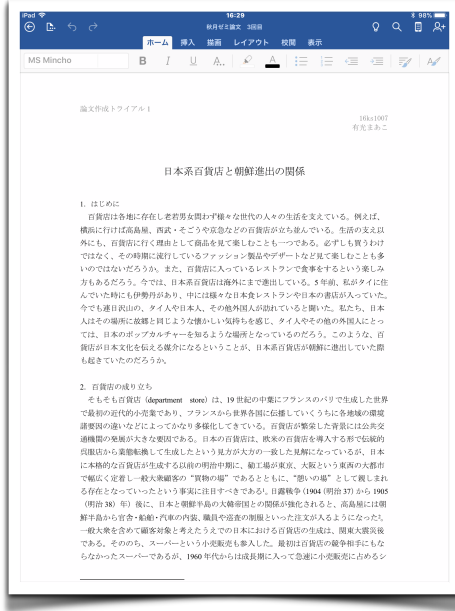 iPad
16:29
98%
秋月ゼミ論文 3回目
ホーム 挿入 描画 レイアウト 校閲 表示
MS Mincho
B I U A A
論文作成トライアル 1
16ks1007
有光まあこ
日本系百貨店と朝鮮進出の関係
1. はじめに
百貨店は各地に存在し老若男女問わず様々な世代の人々の生活を支えている。例えば、
横浜に行けば高島屋、西武・そごうや京急などの百貨店が立ち並んでいる。生活の支え以
外にも、百貨店に行く理由として商品を見て楽しむことも一つである。必ずしも買うわけ
ではなく、その時期に流行しているファッション製品やデザートなど見て楽しむことも多
いのではないだろうか。また、百貨店に入っているレストランで食事をするという楽しみ
方もあるだろう。今では、日本系百貨店は海外にまで進出している。5 年前、私がタイに住
んでいた時にも伊勢丹があり、中には様々な日本食レストランや日本の書店が入っていた。
今でも連日沢山の、タイ人や日本人、その他外国人が訪れていると聞いた。私たち、日本
人はその場所に故郷と同じような懐かしい気持ちを感じ、タイ人やその他の外国人にとっ
ては、日本のポップカルチャーを知るような場所となっているのだろう。このような、百
貨店が日本文化を伝える媒介になるということが、日本系百貨店が朝鮮に進出していた際
も起きていたのだろうか。
2. 百貨店の成り立ち
そもそも百貨店（department store）は、19 世紀の中葉にフランスのパリで生成した世界
で最初の近代的小売業であり、フランスから世界各国に伝播していくうちに各地域の環境
諸要因の違いなどによってかなり多様化してきている。百貨店が繁栄した背景には公共交
通機関の発展が大きな要因である。日本の百貨店は、欧米の百貨店を導入する形で伝統的
呉服店から業態転換して生成したという見方が大方の一致した見解になっているが、日本
に本格的な百貨店が生成する以前の明治中期に、勧工場が東京、大阪という東西の大都市
で幅広く定着し一般大衆顧客の“買物の場”であるとともに、“憩いの場”として親しまれ
る存在となっていったという事実に注目すべきである¹。日露戦争（1904（明治 37）から 1905
（明治 38） 年）後に、日本と朝鮮半島の大韓帝国との関係が強化されると、高島屋には朝
鮮半島から官舎・船舶・汽車の内装、職員や巡査の制服といった注文が入るようになった²。
一般大衆を含めて顧客対象と考えたうえでの日本における百貨店の生成は、関東大震災後
である。そののち、スーパーという小売販売も参入した。最初は百貨店の競争相手にもな
らなかったスーパーであるが、1960 年代からは成長期に入って急速に小売販売に占めるシ